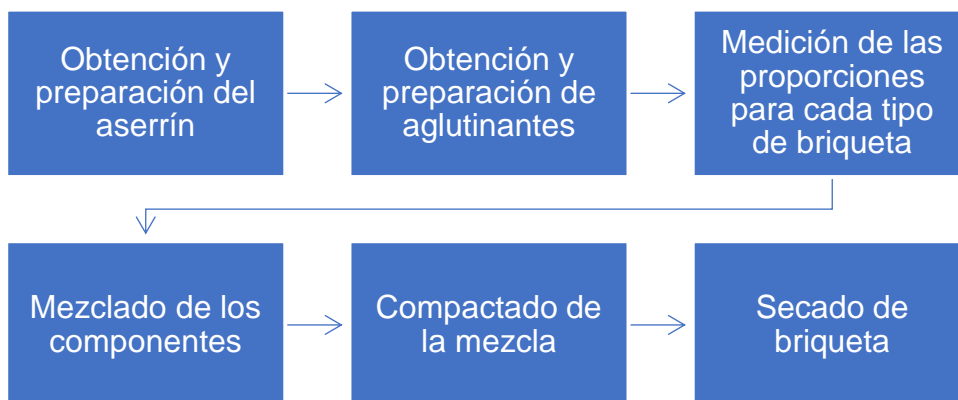 Obtención y
preparación del
aserrín
Obtención y
preparación de
aglutinantes
Medición de las
proporciones
para cada tipo
de briqueta
Mezclado de los
componentes
Compactado de
la mezcla
Secado de
briqueta